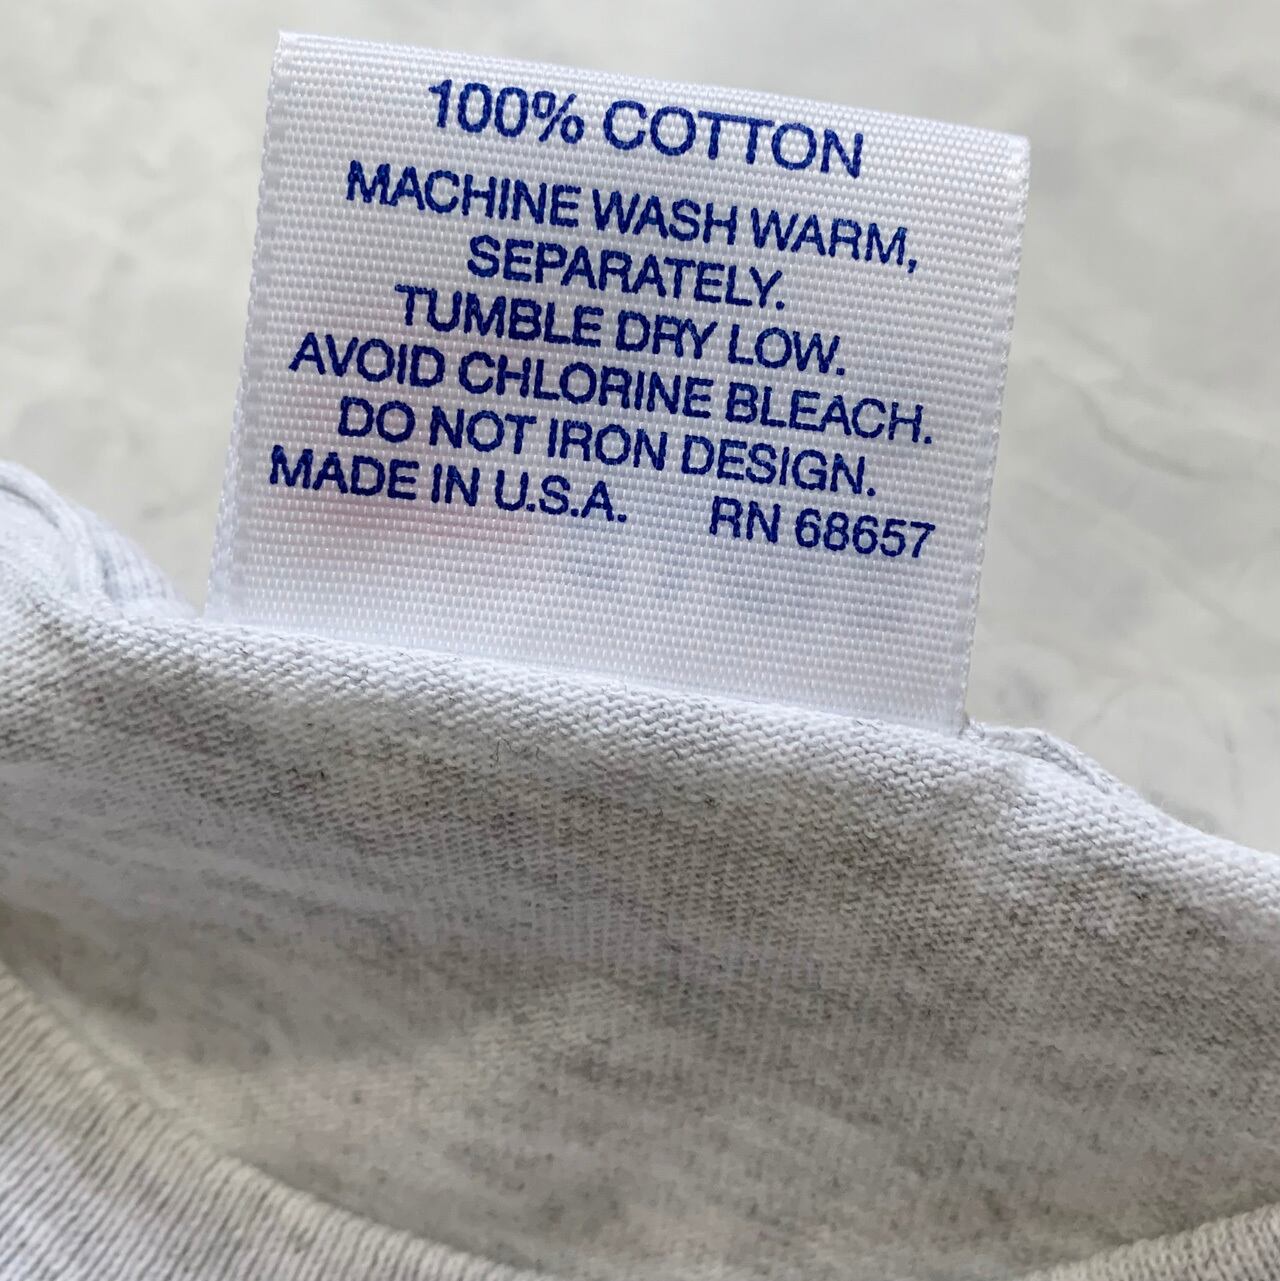 100% COTTON
MACHINE WASH WARM,
SEPARATELY.
TUMBLE DRY LOW.
AVOID CHLORINE BLEACH.
DO NOT IRON DESIGN.
MADE IN U.S.A. RN 68657